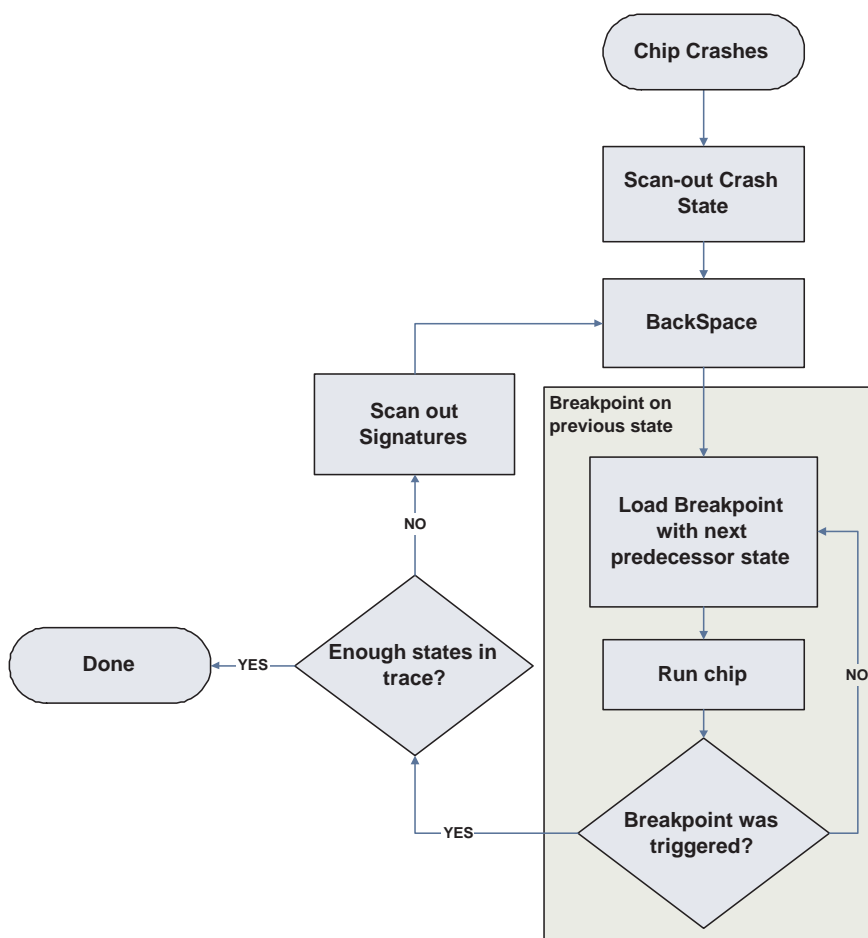 Chip Crashes
Scan-out Crash
State
BackSpace
Scan out
Signatures
Breakpoint on
previous state
Load Breakpoint
with next
predecessor state
NO
Enough states in
trace?
YES
Done
Run chip
NO
Breakpoint was
triggered?
YES